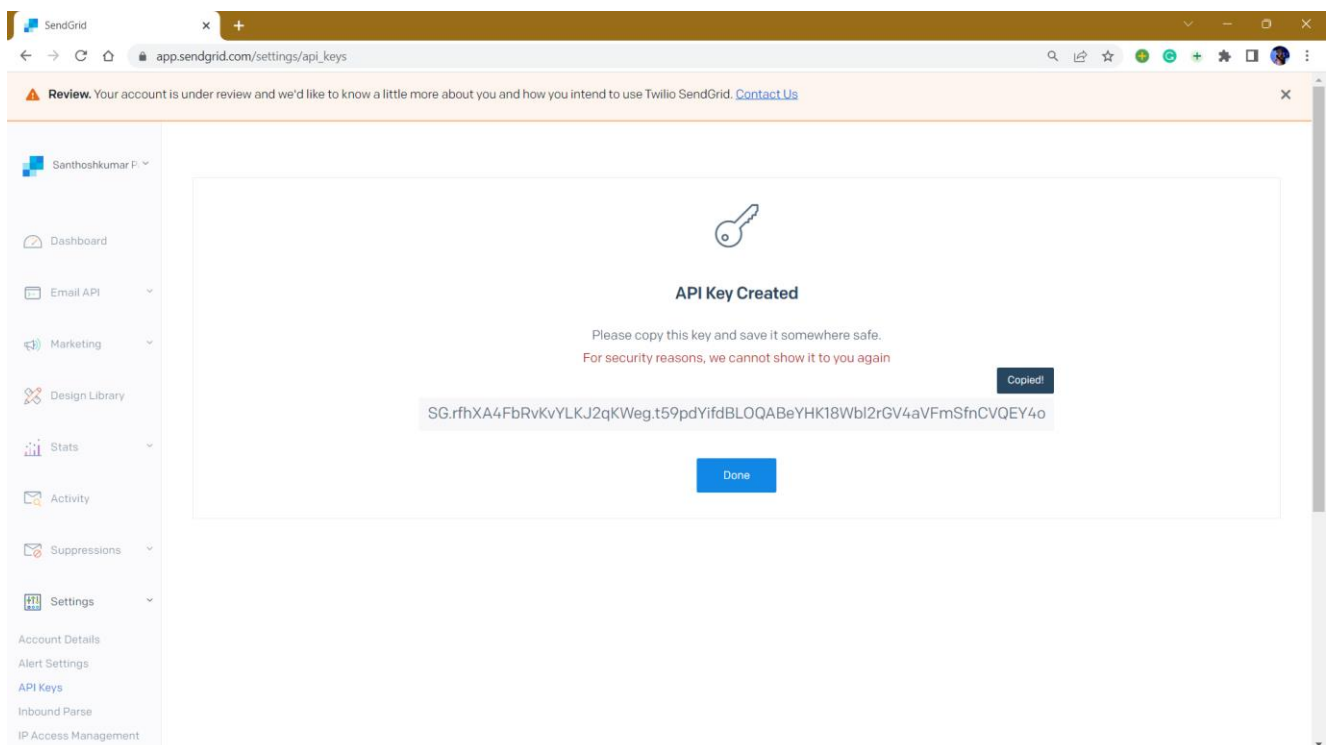 SendGrid
app.sendgrid.com/settings/api_keys
Review. Your account is under review and we'd like to know a little more about you and how you intend to use Twilio SendGrid. Contact Us
Santhoshkumar P
Dashboard
Email API
Marketing
Design Library
Stats
Activity
Suppressions
Settings
Account Details
Alert Settings
API Keys
Inbound Parse
IP Access Management
API Key Created
Please copy this key and save it somewhere safe.
For security reasons, we cannot show it to you again
Copied!
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
Done